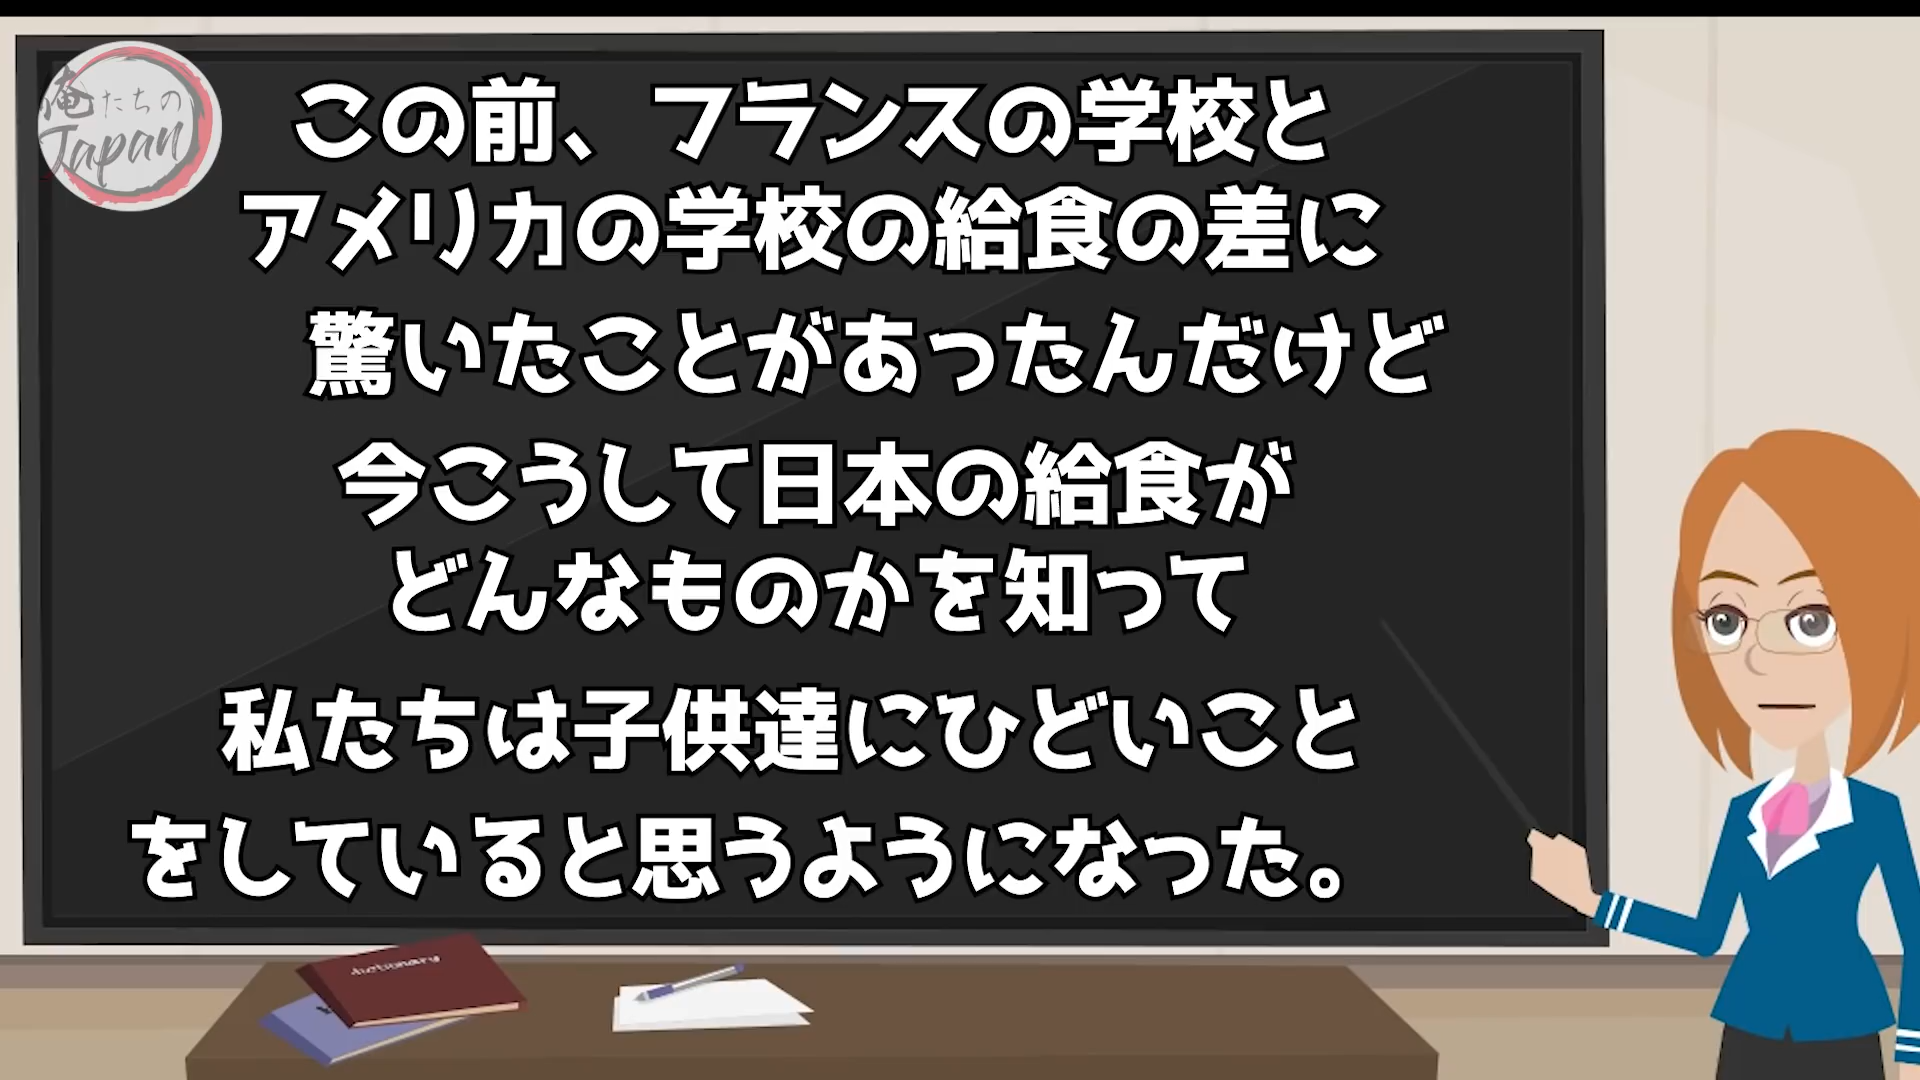 俺たちの
Japan
この前、フランスの学校と
アメリカの学校の給食の差に
驚いたことがあったんだけど
今こうして日本の給食が
どんなものかを知って
私たちは子供達にひどいこと
をしていると思うようになった。
dictionary